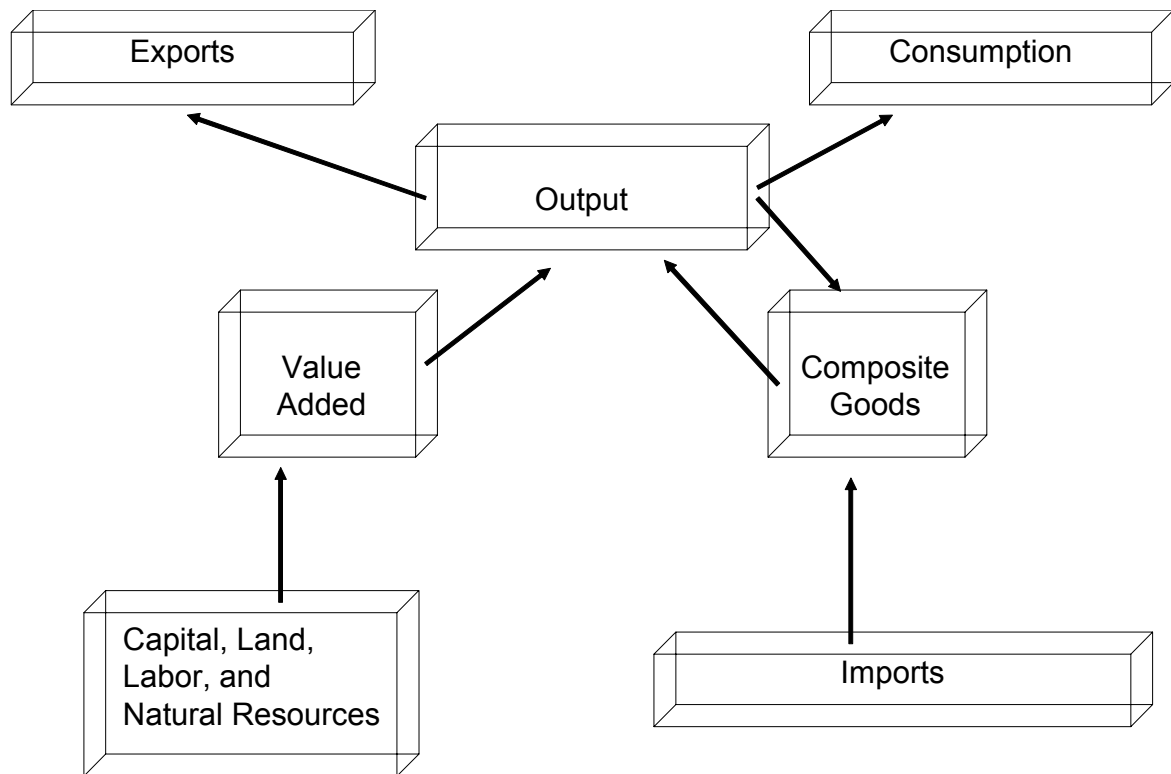 Exports
Consumption
Output
Value
Added
Composite
Goods
Capital, Land,
Labor, and
Natural Resources
Imports